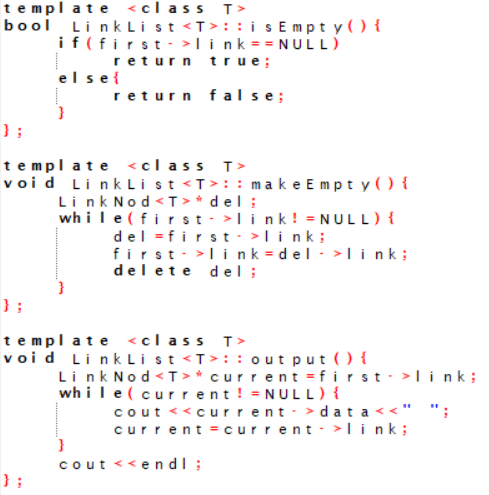 template <class T>
bool LinkList<T>::isEmpty(){
if(first->link==NULL)
return true;
else{
return false;
}
};
template <class T>
void LinkList<T>::makeEmpty(){
LinkNod<T>*del;
while(first->link!=NULL){
del=first->link;
first->link=del->link;
delete del;
}
};
template <class T>
void LinkList<T>::output(){
LinkNod<T>*current=first->link;
while(current!=NULL){
cout<<current->data<<" ";
current=current->link;
}
cout<<endl;
};